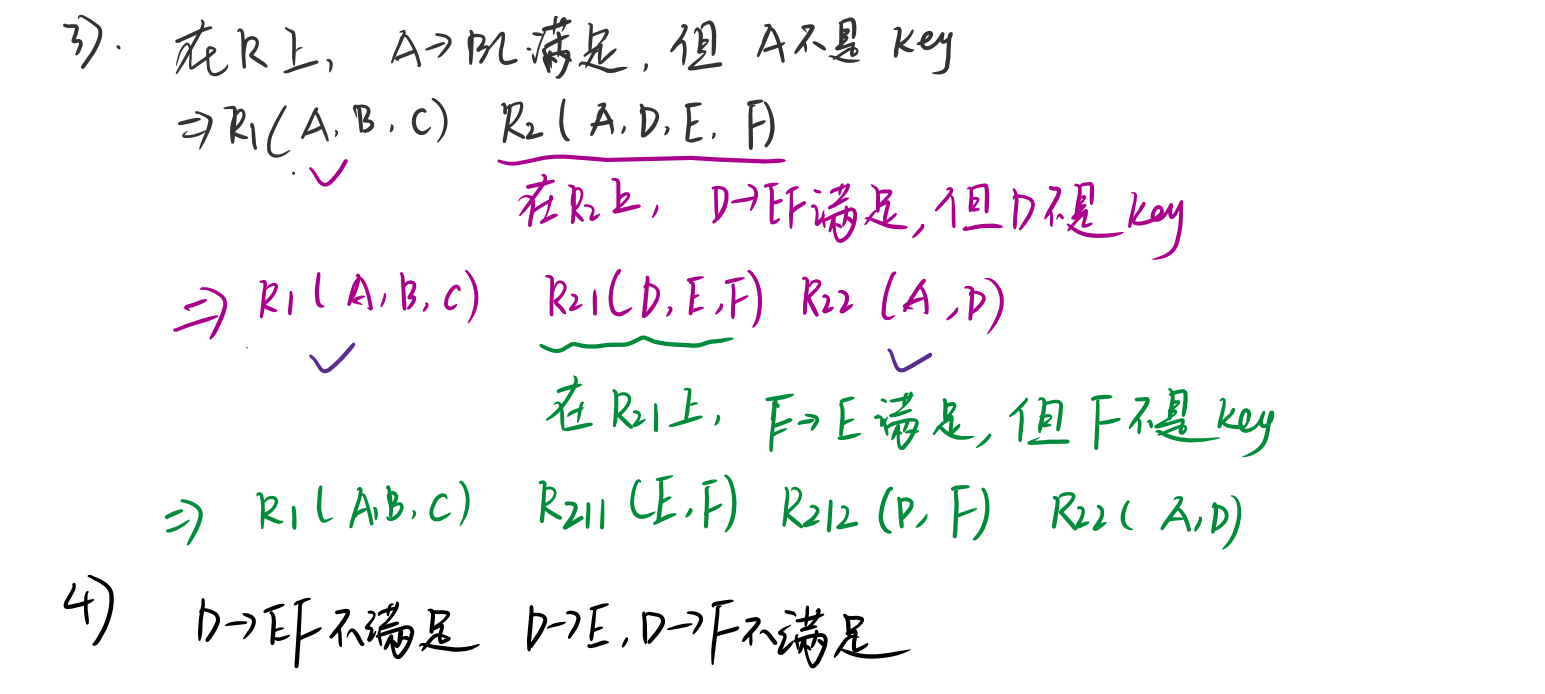 3). 在R上, A→BC满足, 但 A不是 key
⇒R1(A, B, C) R2(A, D, E, F)
在R2上, D→EF满足, 但D不是 key
⇒ R1(A, B, C) R21(D, E, F) R22(A, D)
在R21上, F→E满足, 但F不是 key
⇒ R1(A, B, C) R211(E, F) R212(D, F) R22(A, D)
4) D→EF不满足 D→E, D→F不满足